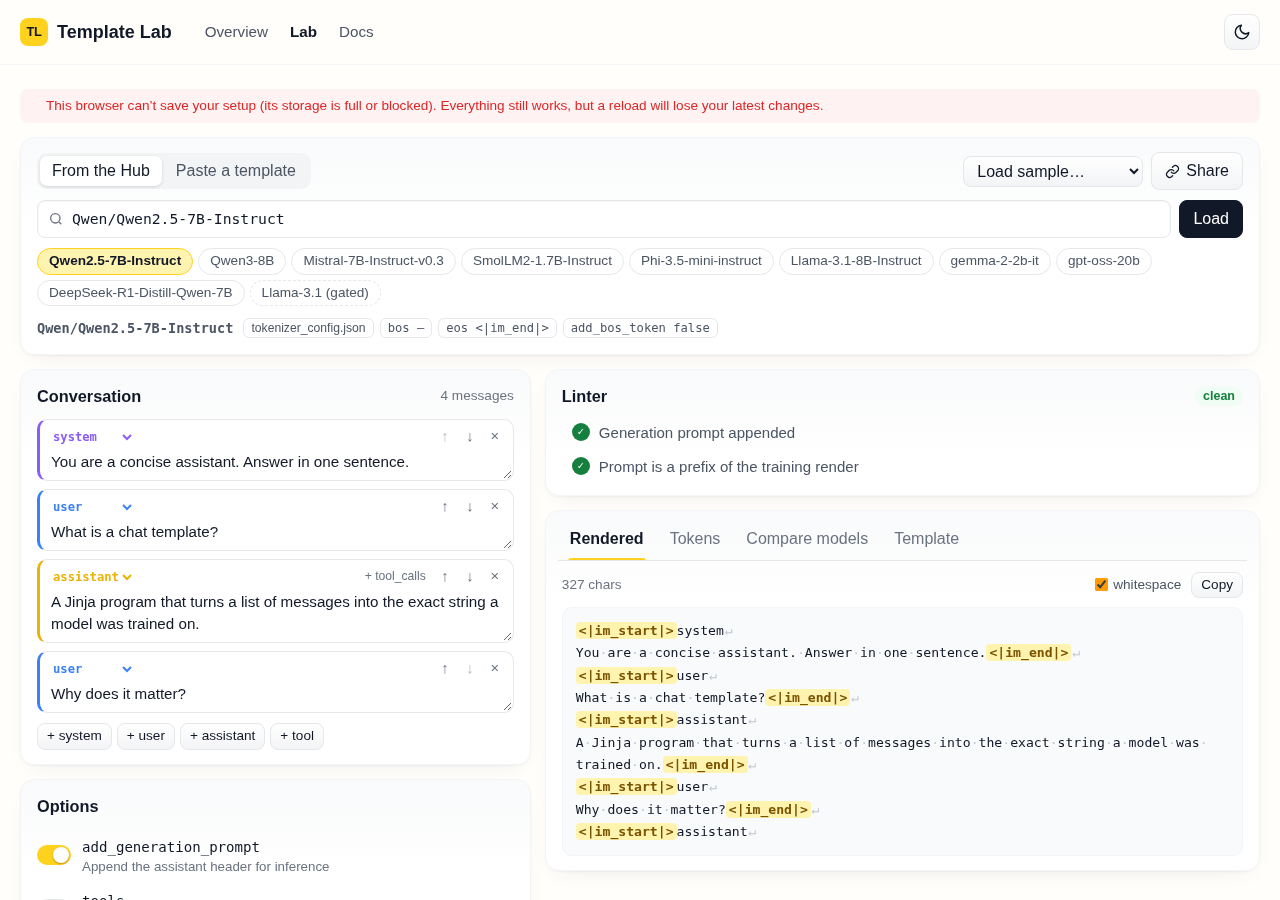 TL Template Lab Overview Lab Docs
This browser can't save your setup (its storage is full or blocked). Everything still works, but a reload will lose your latest changes.
From the Hub Paste a template Load sample… Share
Qwen/Qwen2.5-7B-Instruct Load
Qwen2.5-7B-Instruct Qwen3-8B Mistral-7B-Instruct-v0.3 SmolLM2-1.7B-Instruct Phi-3.5-mini-instruct Llama-3.1-8B-Instruct gemma-2-2b-it gpt-oss-20b
DeepSeek-R1-Distill-Qwen-7B Llama-3.1 (gated)
Qwen/Qwen2.5-7B-Instruct tokenizer_config.json bos — eos <|im_end|> add_bos_token false
Conversation 4 messages
system ↑ ↓ ×
You are a concise assistant. Answer in one sentence.
user ↑ ↓ ×
What is a chat template?
assistant + tool_calls ↑ ↓ ×
A Jinja program that turns a list of messages into the exact string a
model was trained on.
user ↑ ↓ ×
Why does it matter?
+ system + user + assistant + tool
Options
add_generation_prompt
Append the assistant header for inference
Linter clean
✓ Generation prompt appended
✓ Prompt is a prefix of the training render
Rendered Tokens Compare models Template
327 chars whitespace Copy
<|im_start|>system↵
You·are·a·concise·assistant.·Answer·in·one·sentence.<|im_end|>↵
<|im_start|>user↵
What·is·a·chat·template?<|im_end|>↵
<|im_start|>assistant↵
A·Jinja·program·that·turns·a·list·of·messages·into·the·exact·string·a·model·was·
trained·on.<|im_end|>↵
<|im_start|>user↵
Why·does·it·matter?<|im_end|>↵
<|im_start|>assistant↵